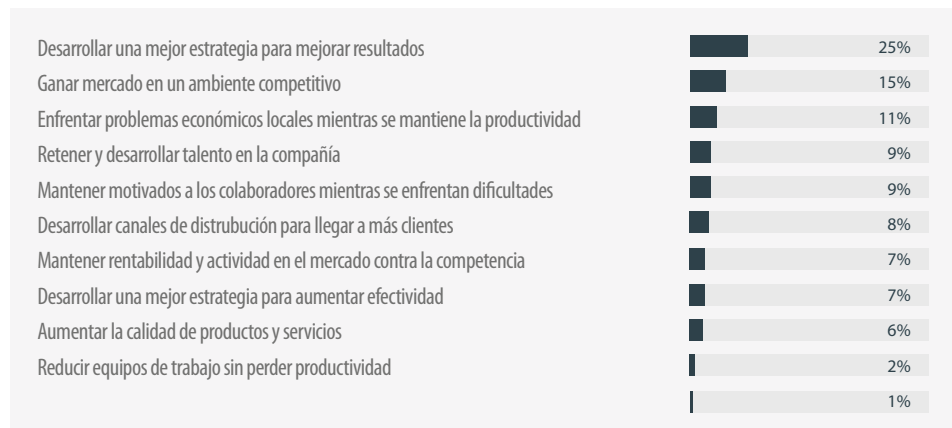 Desarrollar una mejor estrategia para mejorar resultados 25%
Ganar mercado en un ambiente competitivo 15%
Enfrentar problemas económicos locales mientras se mantiene la productividad 11%
Retener y desarrollar talento en la compañía 9%
Mantener motivados a los colaboradores mientras se enfrentan dificultades 9%
Desarrollar canales de distrubución para llegar a más clientes 8%
Mantener rentabilidad y actividad en el mercado contra la competencia 7%
Desarrollar una mejor estrategia para aumentar efectividad 7%
Aumentar la calidad de productos y servicios 6%
Reducir equipos de trabajo sin perder productividad 2%
1%